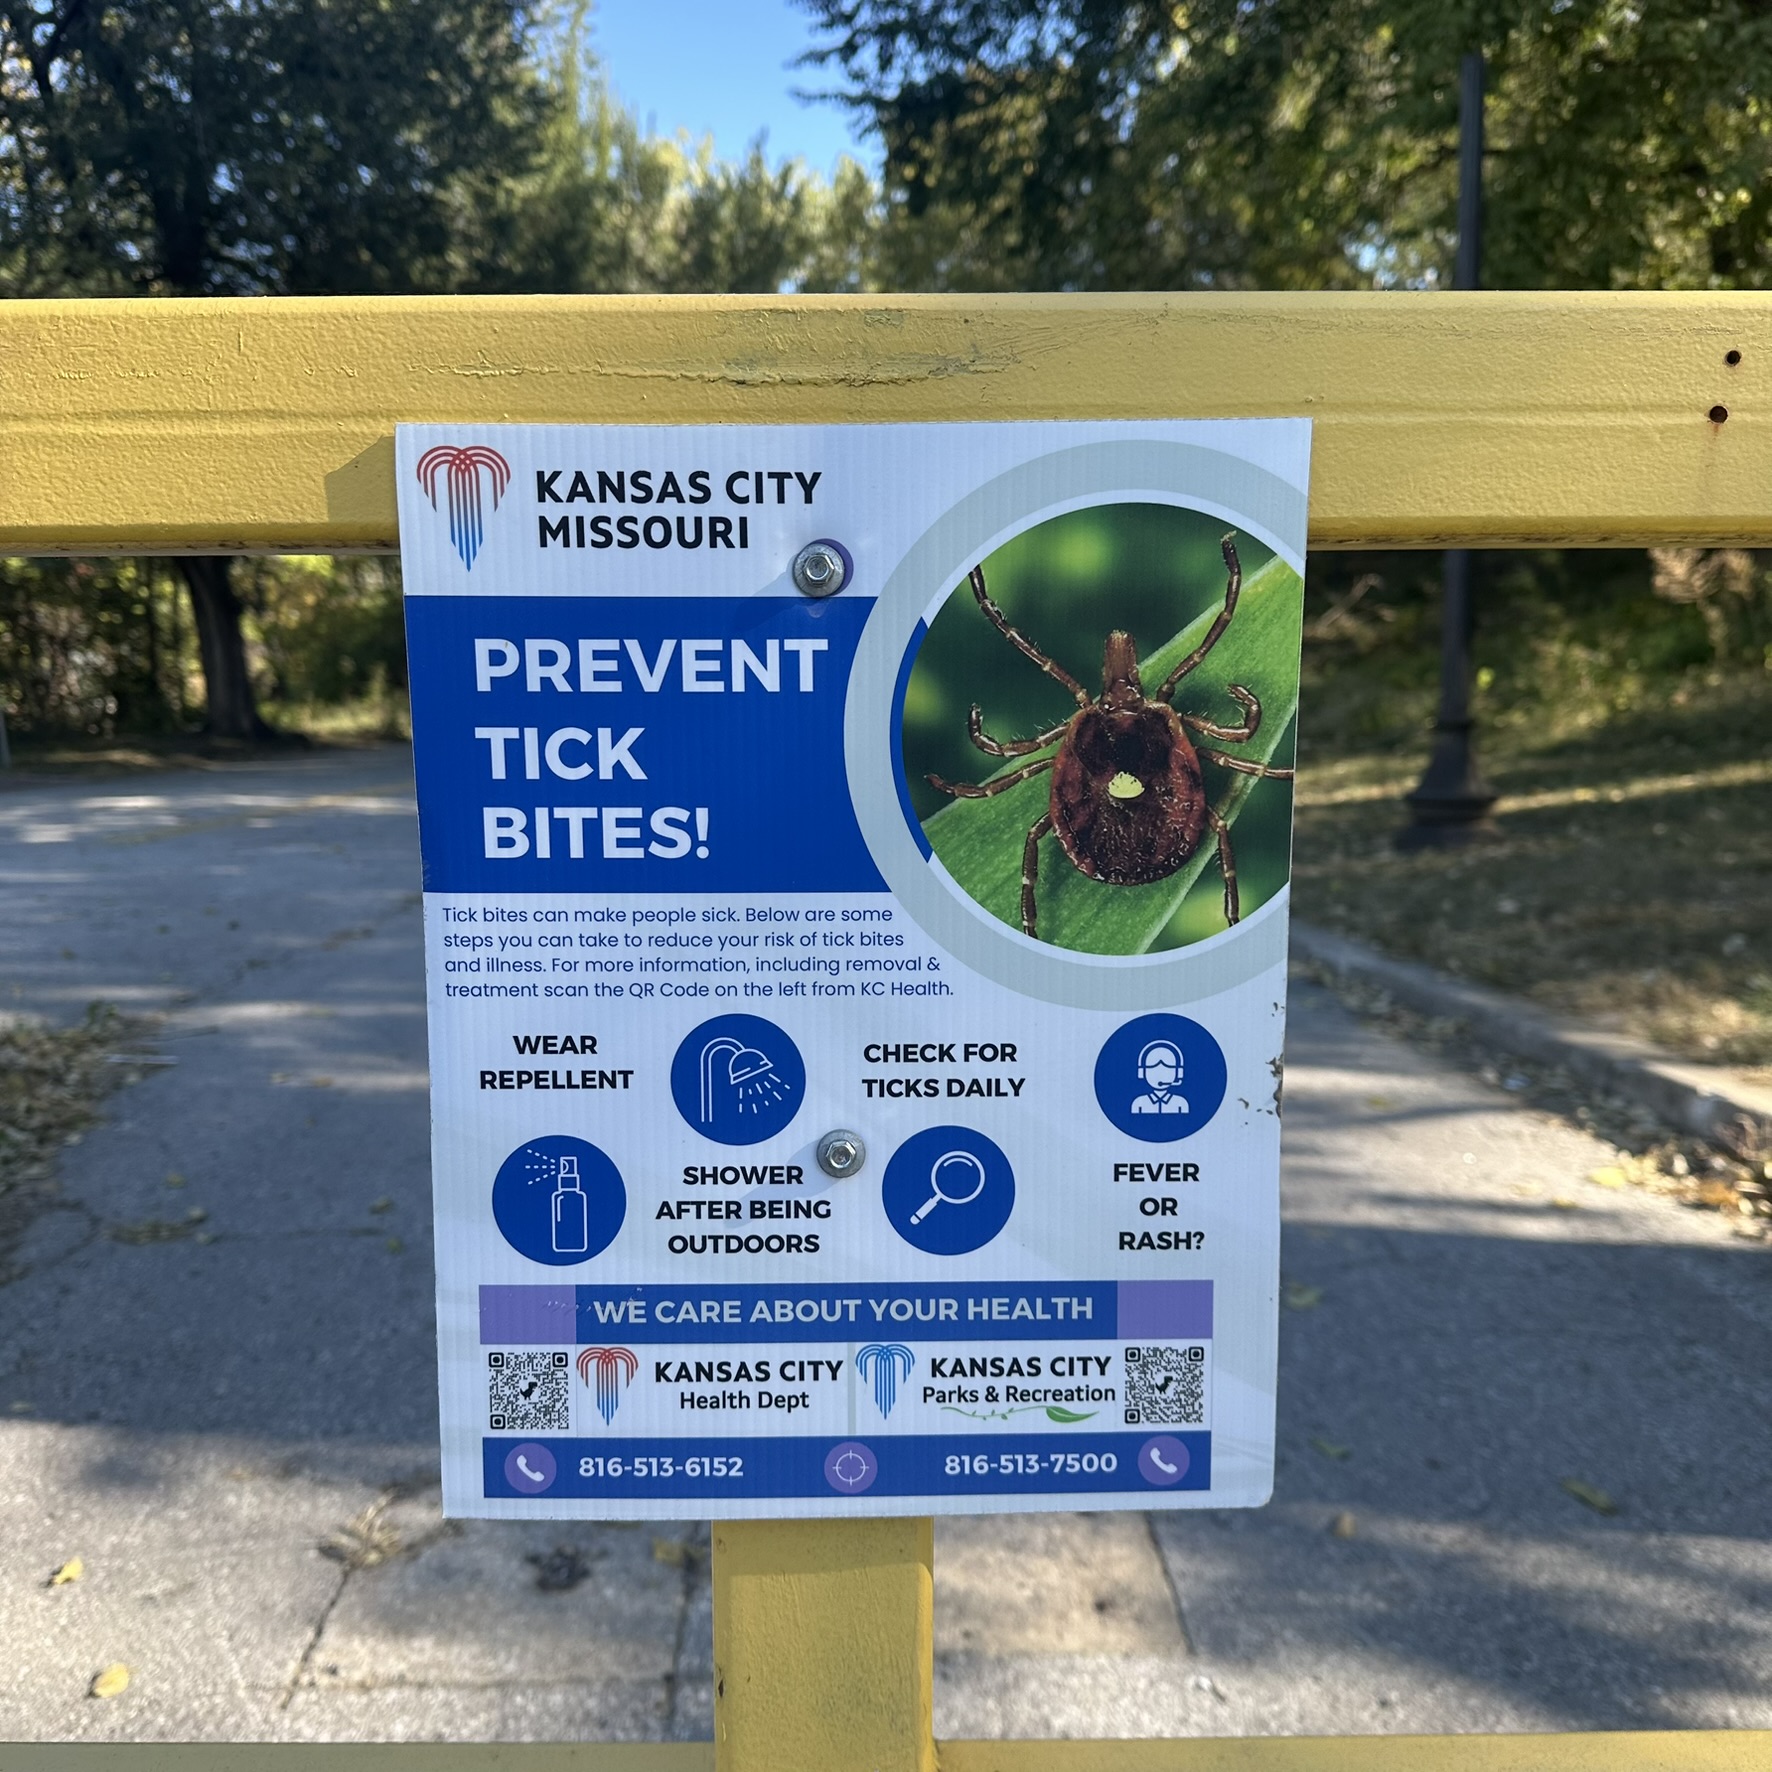 KANSAS CITY
MISSOURI
PREVENT
TICK
BITES!
Tick bites can make people sick. Below are some
steps you can take to reduce your risk of tick bites
and illness. For more information, including removal &
treatment scan the QR Code on the left from KC Health.
WEAR
REPELLENT
SHOWER
AFTER BEING
OUTDOORS
CHECK FOR
TICKS DAILY
FEVER
OR
RASH?
WE CARE ABOUT YOUR HEALTH
KANSAS CITY
Health Dept
KANSAS CITY
Parks & Recreation
816-513-6152
816-513-7500